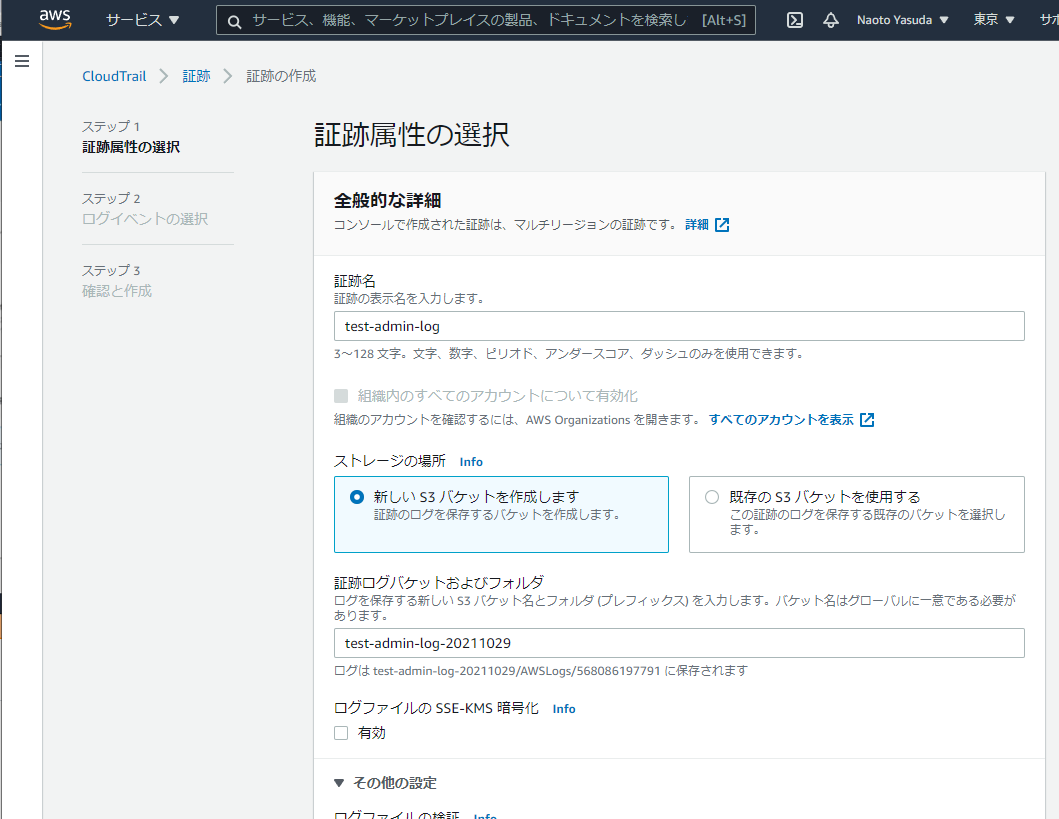 aws サービス ▼ サービス、機能、マーケットプレイスの製品、ドキュメントを検索し [Alt+S] Naoto Yasuda ▼ 東京 ▼ サポ
CloudTrail > 証跡 > 証跡の作成
ステップ 1
証跡属性の選択
ステップ 2
ログイベントの選択
ステップ 3
確認と作成
証跡属性の選択
全般的な詳細
コンソールで作成された証跡は、マルチリージョンの証跡です。 詳細
証跡名
証跡の表示名を入力します。
test-admin-log
3～128 文字。文字、数字、ピリオド、アンダースコア、ダッシュのみを使用できます。
組織内のすべてのアカウントについて有効化
組織のアカウントを確認するには、AWS Organizations を開きます。 すべてのアカウントを表示
ストレージの場所 Info
新しい S3 バケットを作成します
証跡のログを保存するバケットを作成します。
既存の S3 バケットを使用する
この証跡のログを保存する既存のバケットを選択し
ます。
証跡ログバケットおよびフォルダ
ログを保存する新しい S3 バケット名とフォルダ (プレフィックス) を入力します。バケット名はグローバルに一意である必要が
あります。
test-admin-log-20211029
ログは test-admin-log-20211029/AWSLogs/568086197791 に保存されます
ログファイルの SSE-KMS 暗号化 Info
有効
▼ その他の設定
ログファイルの検証 Info